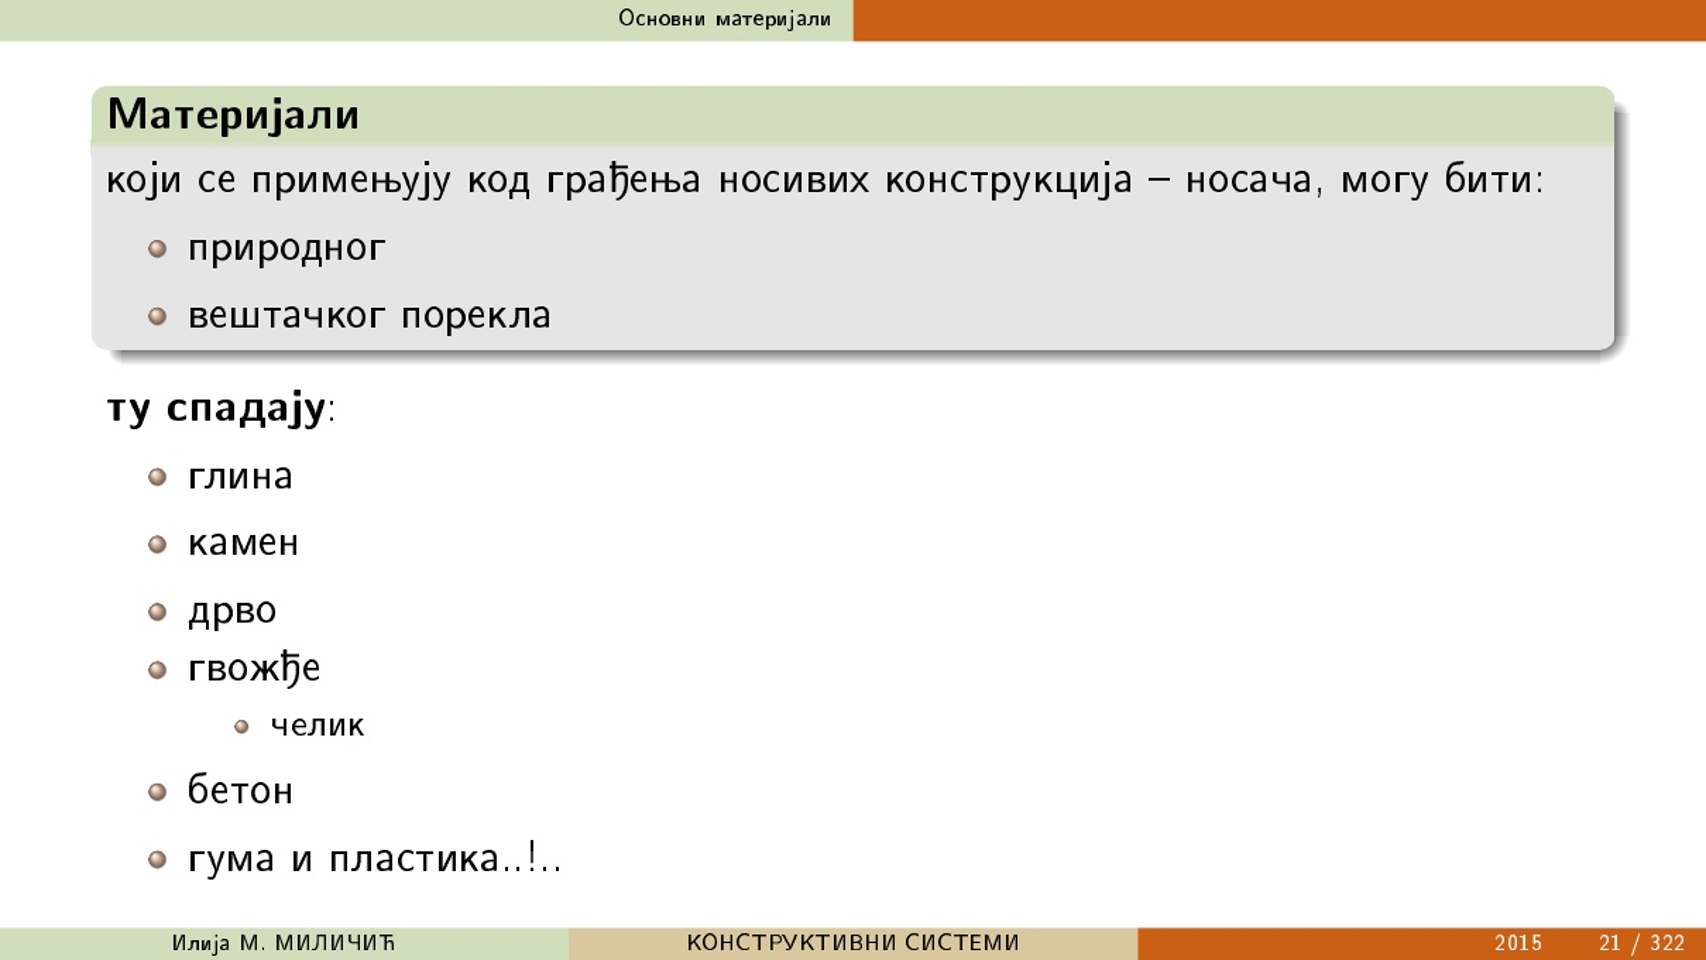 Основни материјали
Материјали
који се примењују код грађења носивих конструкција – носача, могу бити:
природног
вештачког порекла
ту спадају:
глина
камен
дрво
гвожђе
челик
бетон
гума и пластика..!..
Илија М. МИЛИЧИЋ КОНСТРУКТИВНИ СИСТЕМИ 2015 21 / 322